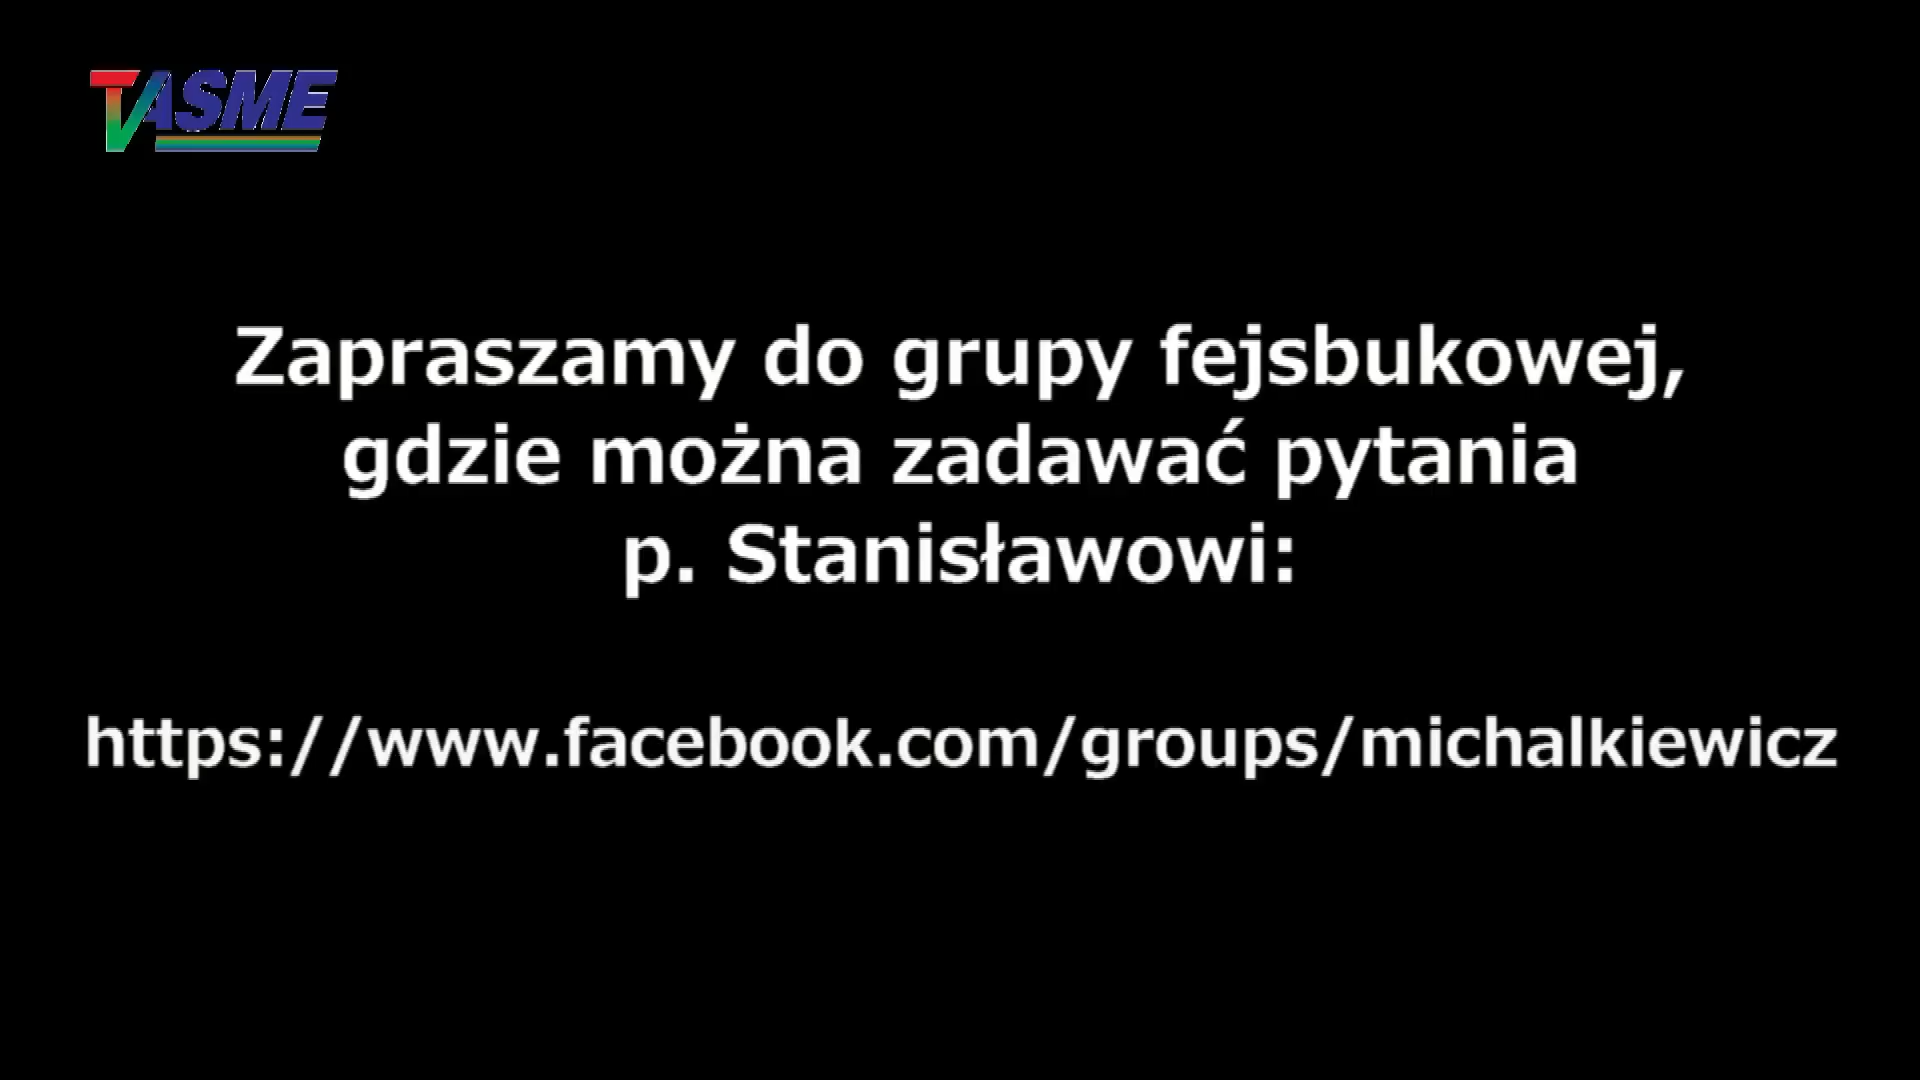 TVASME
Zapraszamy do grupy fejsbukowej,
gdzie można zadawać pytania
p. Stanisławowi:
https://www.facebook.com/groups/michalkiewicz